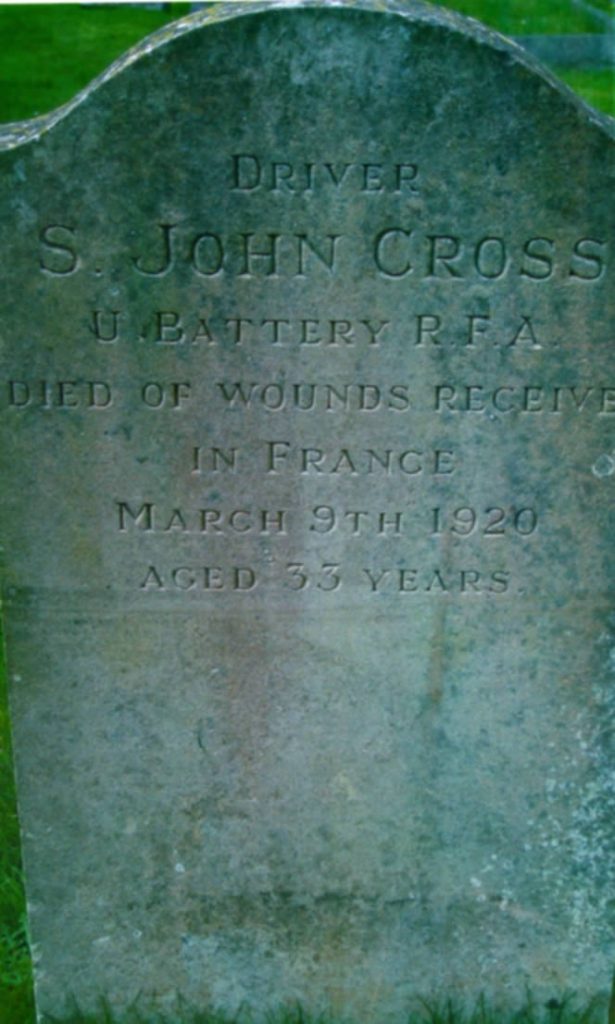 DRIVER
S. JOHN CROSS
U. BATTERY R.F.A.
DIED OF WOUNDS RECEIVE
IN FRANCE
MARCH 9TH 1920
AGED 33 YEARS.